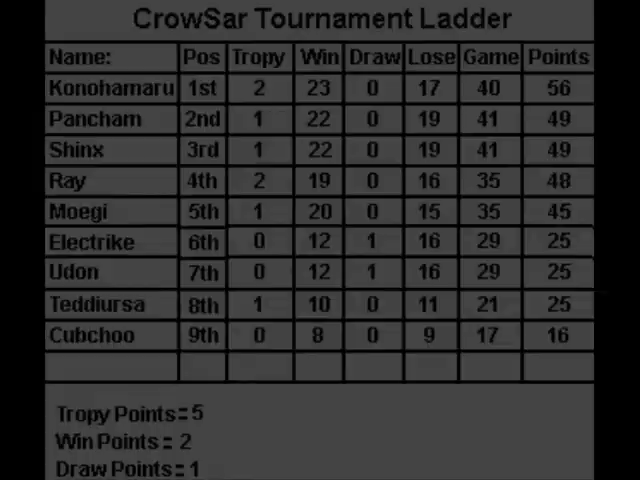 CrowSar Tournament Ladder
Name: Pos Tropy Win Draw Lose Game Points
Konohamaru 1st 2 23 0 17 40 56
Pancham 2nd 1 22 0 19 41 49
Shinx 3rd 1 22 0 19 41 49
Ray 4th 2 19 0 16 35 48
Moegi 5th 1 20 0 15 35 45
Electrike 6th 0 12 1 16 29 25
Udon 7th 0 12 1 16 29 25
Teddiursa 8th 1 10 0 11 21 25
Cubchoo 9th 0 8 0 9 17 16
Tropy Points= 5
Win Points= 2
Draw Points= 1